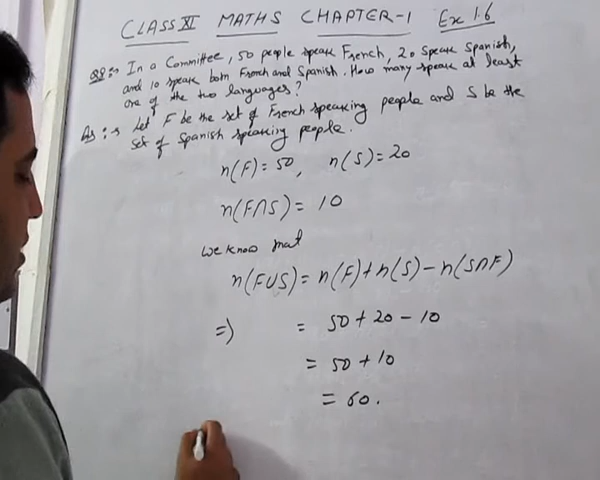 CLASS XI MATHS CHAPTER-1 Ex 1.6
Q8:- In a Committee, 50 people speak French, 20 speak Spanish,
and 10 speak both French and Spanish. How many speak at least
one of the two languages?
As:- Let F be the set of French speaking people and S be the
set of Spanish speaking people.
n(F)=50, n(S)=20
n(F∩S)=10
We know that
n(F∪S)=n(F)+n(S)-n(S∩F)
=> = 50+20-10
= 50+10
= 60.